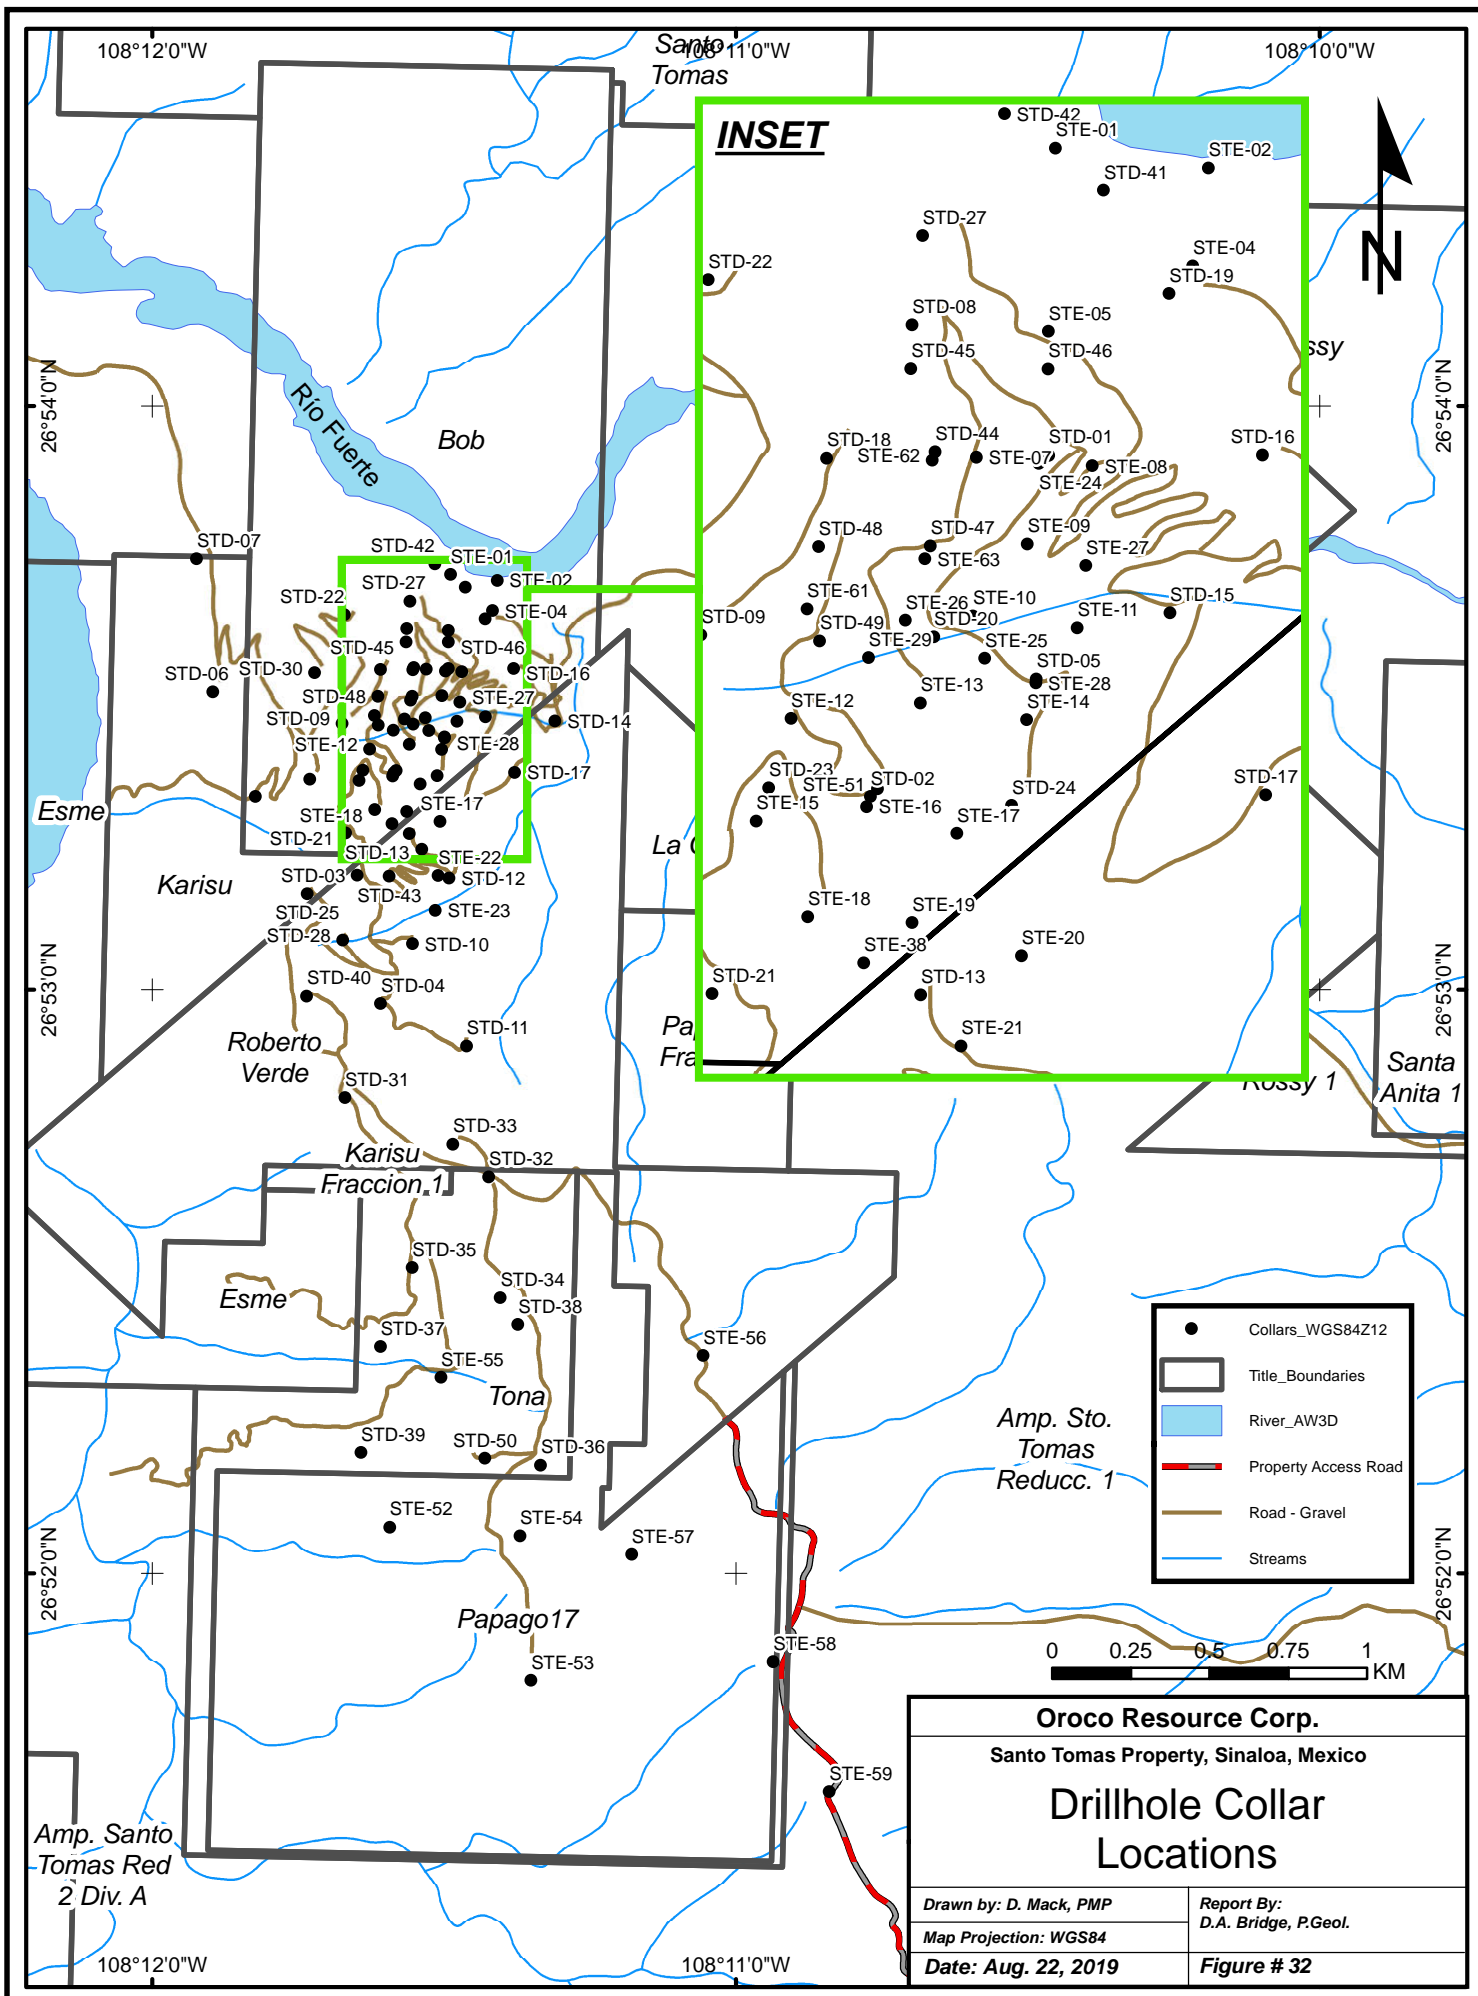 108°12'0"W
Santo
Tomas
108°11'0"W
108°10'0"W
INSET
STD-42
STE-01
STE-02
STD-41
STD-27
STD-22
STE-04
STD-19
STD-08
STE-05
STD-45
STD-46
STD-18
STD-44
STE-62
STE-07
STD-01
STE-08
STE-24
STD-16
STD-48
STD-47
STE-63
STE-09
STE-27
STE-61
STE-26
STE-10
STD-20
STE-11
STD-15
STD-09
STD-49
STE-29
STE-25
STD-05
STE-28
STE-12
STE-13
STE-14
STD-23
STE-51
STD-02
STE-15
STE-16
STE-17
STD-24
STD-17
STE-18
STE-19
STE-38
STE-20
STD-21
STD-13
STE-21
N
ssy
26°54'0"N
26°54'0"N
Río Fuerte
Bob
STD-07
STD-42
STE-01
STD-27
STE-02
STD-22
STE-04
STD-45
STD-46
STD-06
STD-30
STD-16
STD-48
STE-27
STD-09
STD-14
STE-12
STE-28
STD-17
Esme
STE-18
STE-17
STD-21
STD-13
STE-22
STD-03
STD-12
STD-43
Karisu
STD-25
STE-23
STD-28
STD-10
STD-40
STD-04
26°53'0"N
26°53'0"N
La
Pa
Fra
Roberto
Verde
STD-11
STD-31
Rossy 1
Santa
Anita 1
STD-33
Karisu
Fraccion 1
STD-32
STD-35
STD-34
Esme
STD-38
STD-37
STE-56
STE-55
Tona
STD-39
STD-50
STD-36
Amp. Sto.
Tomas
Reducc. 1
STE-52
STE-54
STE-57
26°52'0"N
26°52'0"N
Papago17
STE-58
STE-53
STE-59
Collars_WGS84Z12
Title_Boundaries
River_AW3D
Property Access Road
Road - Gravel
Streams
0 0.25 0.5 0.75 1
KM
Amp. Santo
Tomas Red
2 Div. A
Oroco Resource Corp.
Santo Tomas Property, Sinaloa, Mexico
Drillhole Collar
Locations
Drawn by: D. Mack, PMP
Report By:
D.A. Bridge, P.Geol.
Map Projection: WGS84
Date: Aug. 22, 2019
Figure # 32
108°12'0"W
108°11'0"W